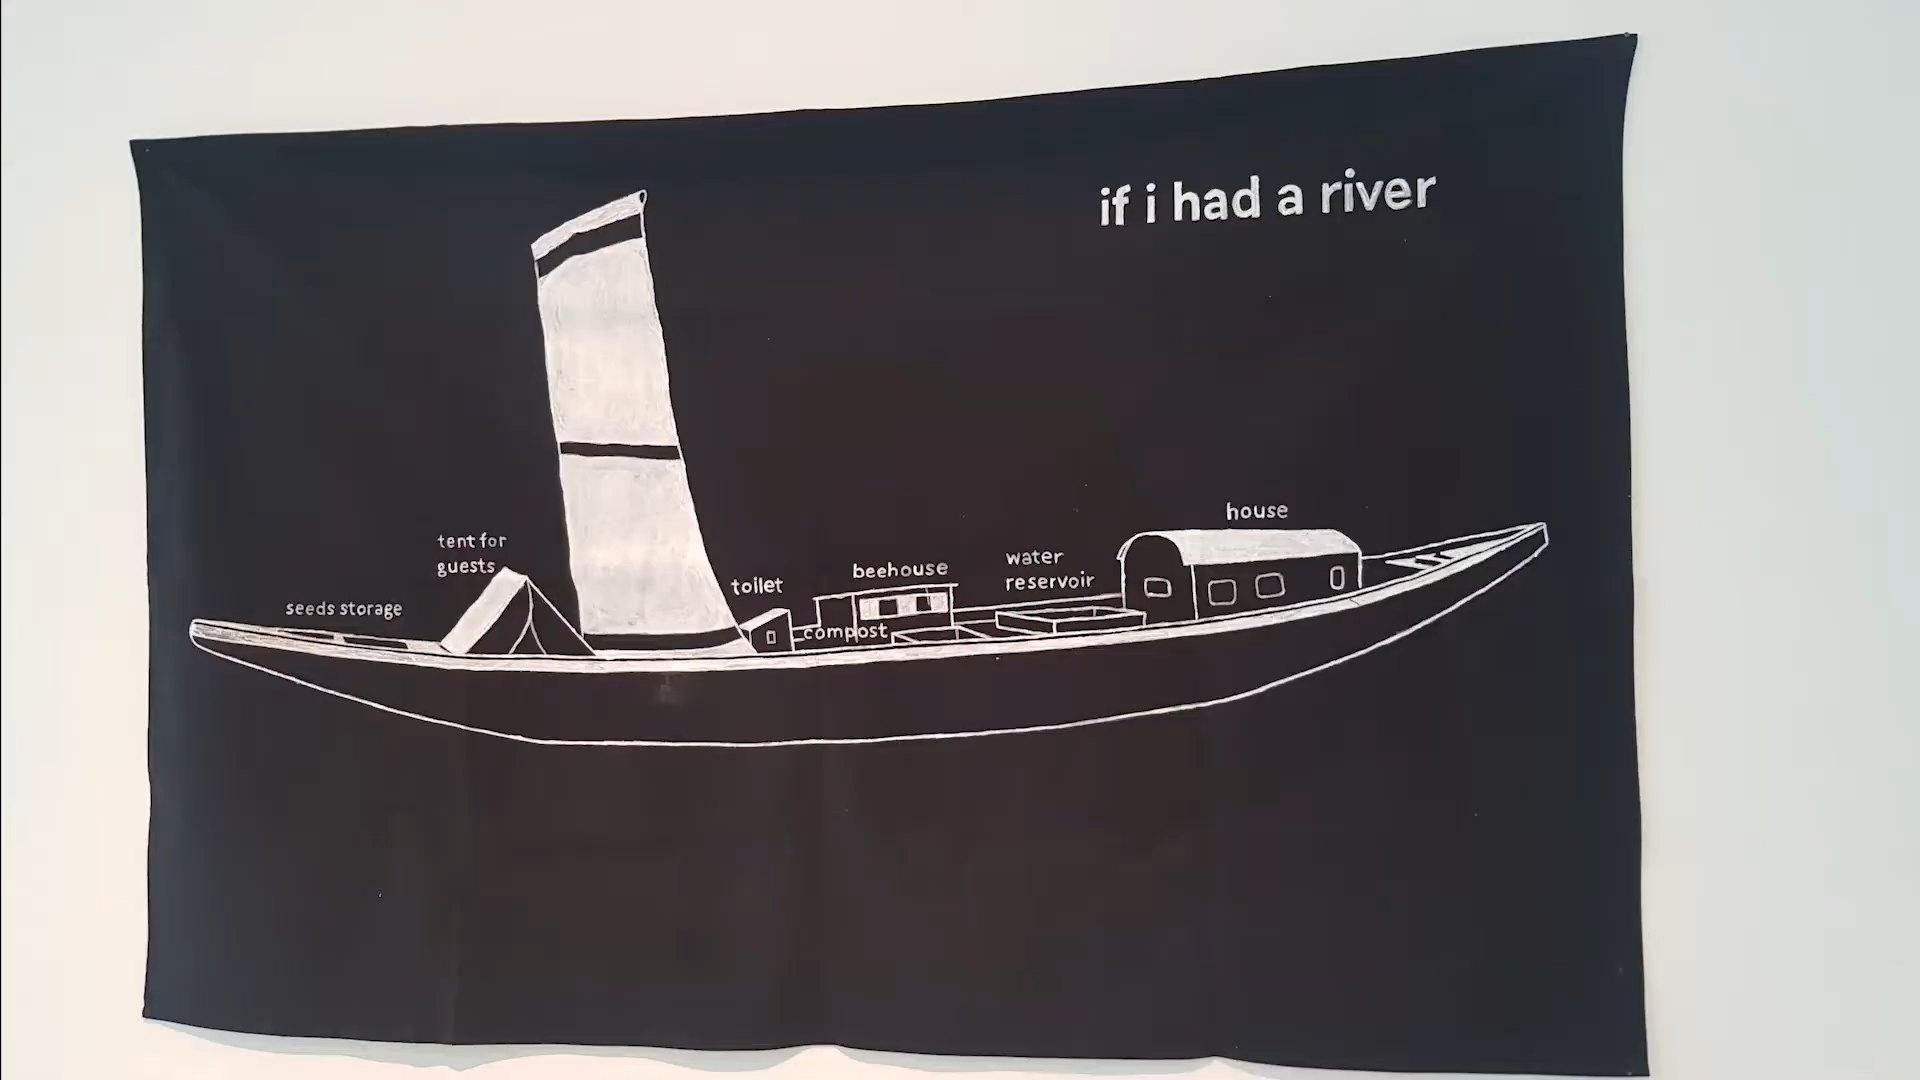 if i had a river
house
tent for
guests
water
reservoir
beehouse
toilet
seeds storage
compost